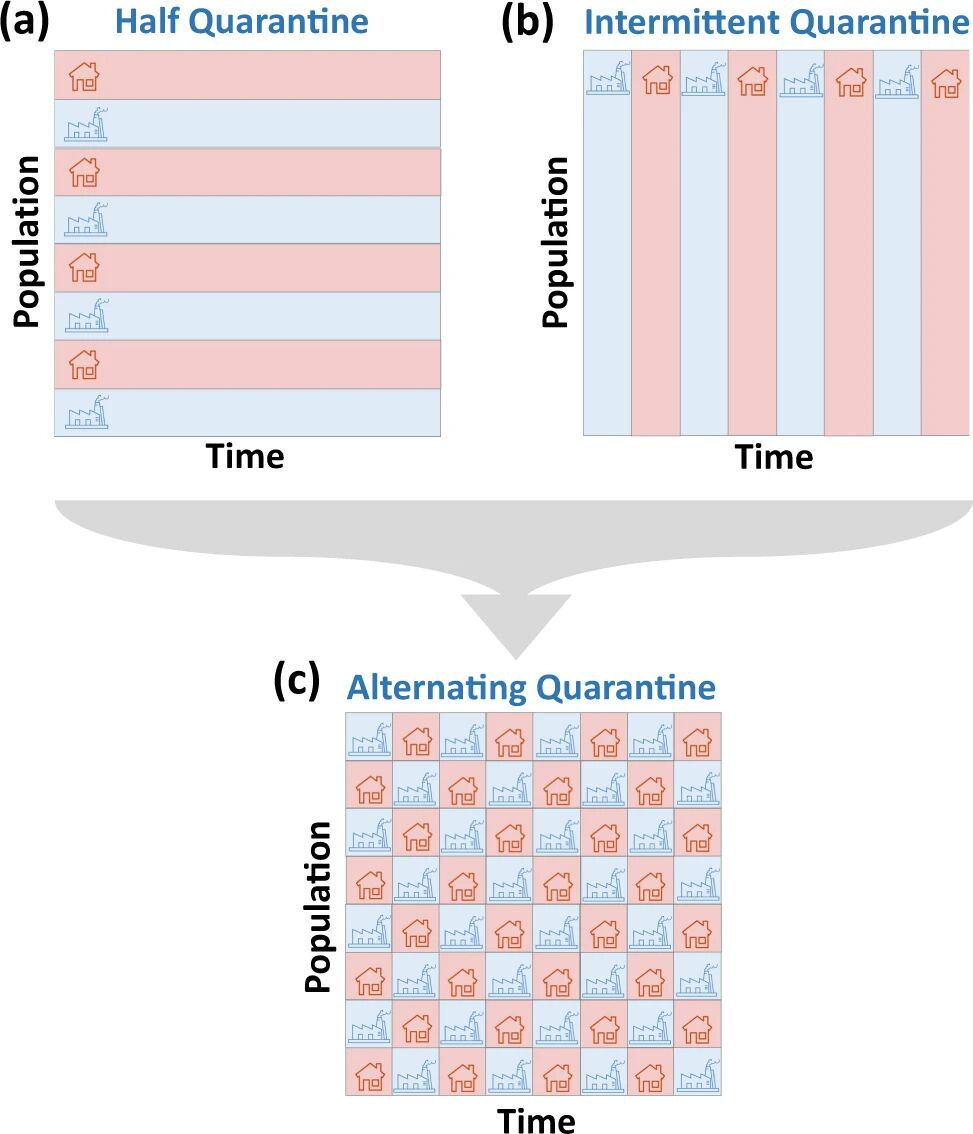 (a) Half Quarantine
(b) Intermittent Quarantine
Population
Time
Population
Time
(c) Alternating Quarantine
Population
Time